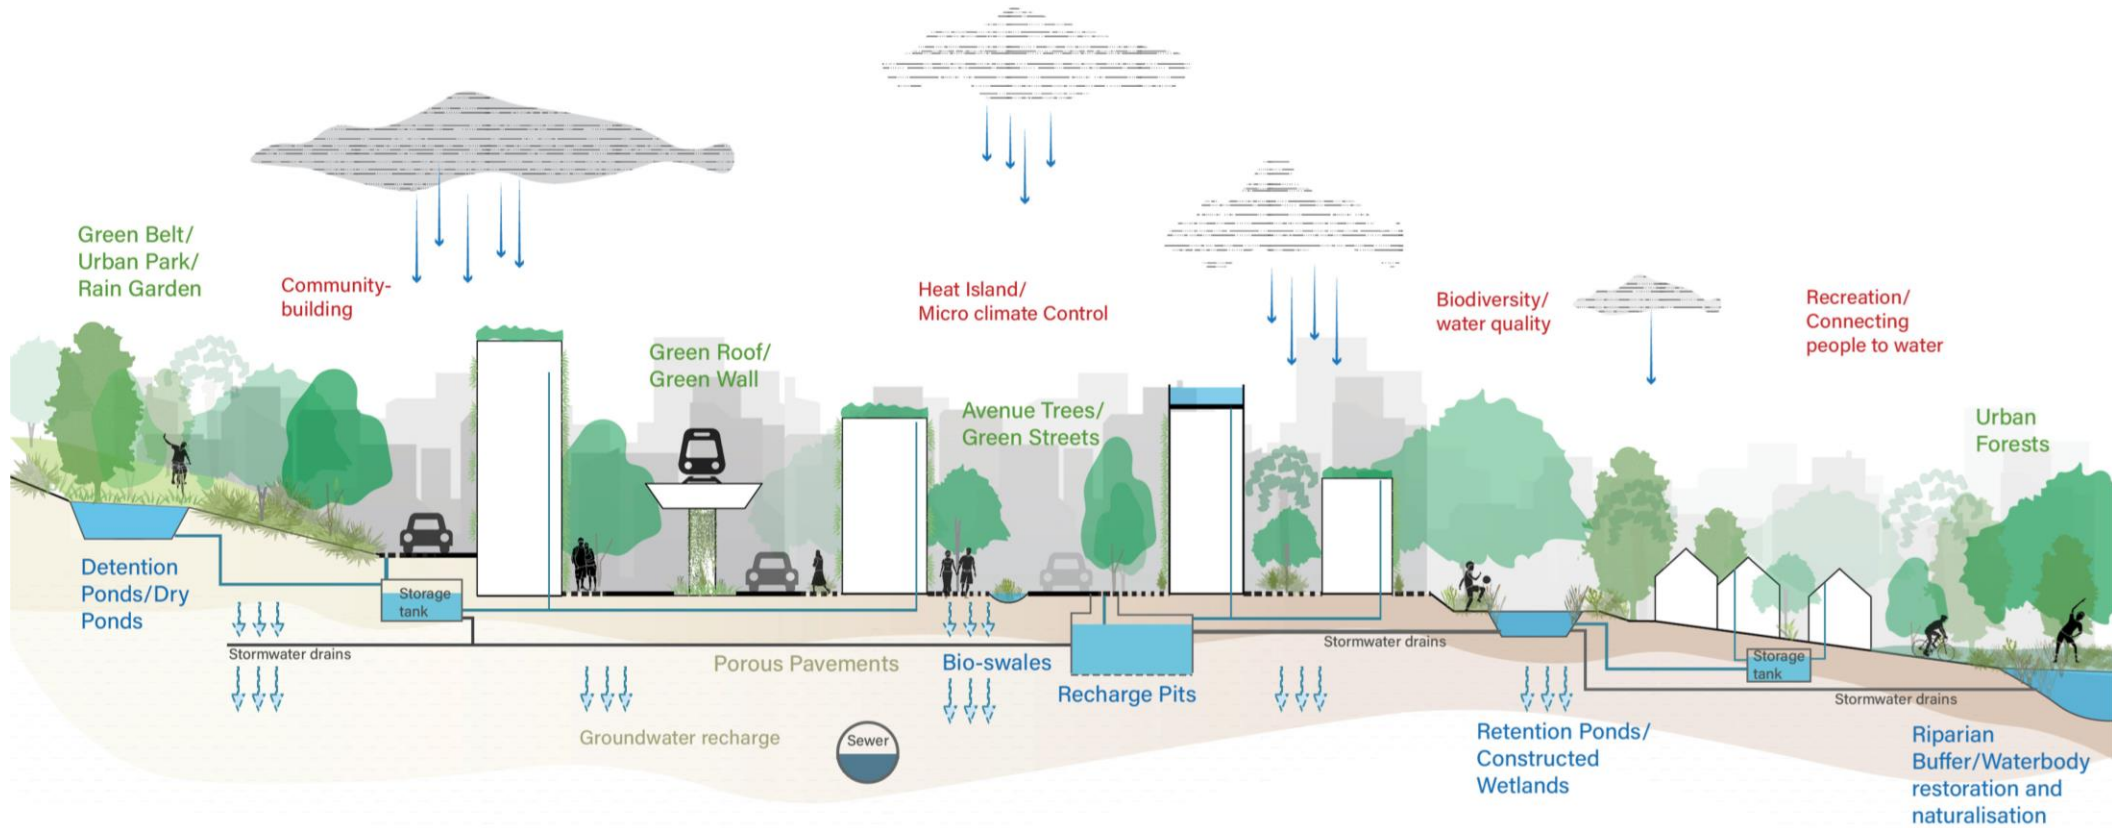 Green Belt/
Urban Park/
Rain Garden
Community-
building
Heat Island/
Micro climate Control
Biodiversity/
water quality
Recreation/
Connecting
people to water
Green Roof/
Green Wall
Avenue Trees/
Green Streets
Urban
Forests
Detention
Ponds/Dry
Ponds
Storage
tank
Stormwater drains
Porous Pavements
Bio-swales
Recharge Pits
Stormwater drains
Storage
tank
Stormwater drains
Groundwater recharge
Sewer
Retention Ponds/
Constructed
Wetlands
Riparian
Buffer/Waterbody
restoration and
naturalisation